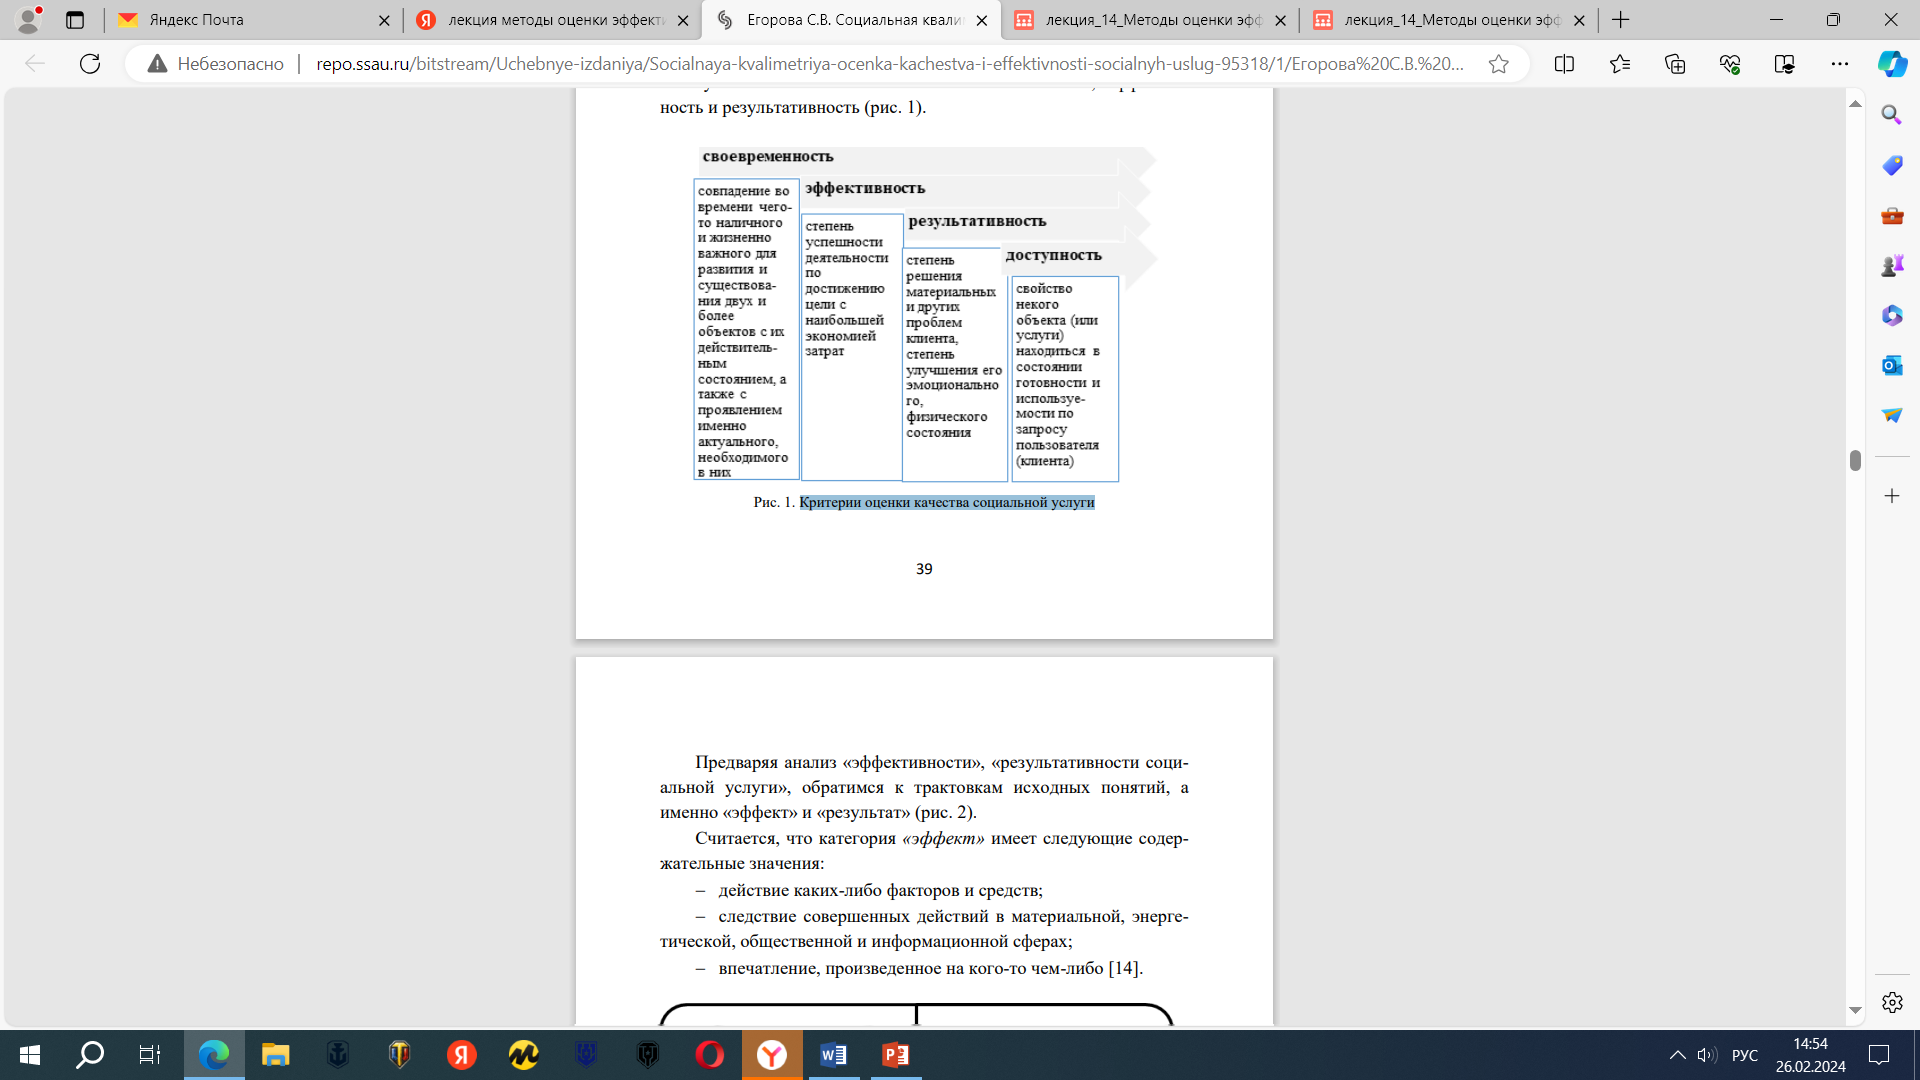 Яндекс Почта
лекция методы оценки эффекти
Егорова С.В. Социальная квали
лекция_14_Методы оценки эфф
лекция_14_Методы оценки эфф
Небезопасно
repo.ssau.ru/bitstream/Uchebnye-izdaniya/Socialnaya-kvalimetriya-ocenka-kachestva-i-effektivnosti-socialnyh-uslug-95318/1/Егорова%20С.В.%20...
ность и результативность (рис. 1).
своевременность
совпадение во
времени чего-
то наличного
и жизненно
важного для
развития и
существова-
ния двух и
более
объектов с их
действитель-
ным
состоянием, а
также с
проявлением
именно
актуального,
необходимого
в них
эффективность
степень
успешности
деятельности
по
достижению
цели с
наибольшей
экономией
затрат
результативность
степень
решения
материальных
и других
проблем
клиента,
степень
улучшения его
эмоционально
го,
физического
состояния
доступность
свойство
некого
объекта (или
услуги)
находиться в
состоянии
готовности и
используе-
мости по
запросу
пользователя
(клиента)
Рис. 1. Критерии оценки качества социальной услуги
39
Предваряя анализ «эффективности», «результативности соци-
альной услуги», обратимся к трактовкам исходных понятий, а
именно «эффект» и «результат» (рис. 2).
Считается, что категория «эффект» имеет следующие содер-
жательные значения:
– действие каких-либо факторов и средств;
– следствие совершенных действий в материальной, энерге-
тической, общественной и информационной сферах;
– впечатление, произведенное на кого-то чем-либо [14].
РУС
14:54
26.02.2024